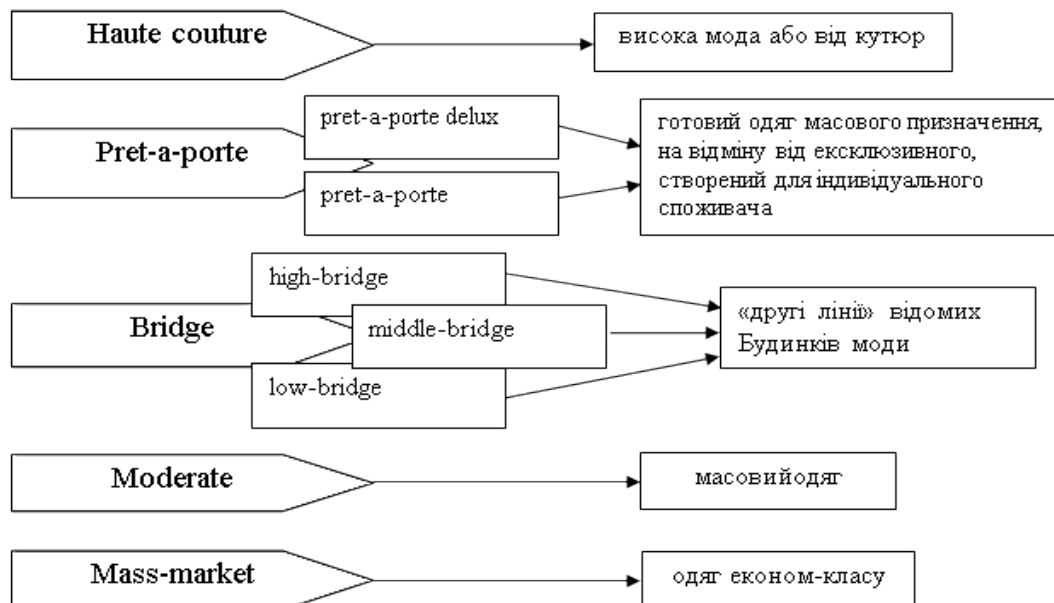 Haute couture
висока мода або від кутюр
Pret-a-porte
pret-a-porte delux
pret-a-porte
готовий одяг масового призначення,
на відміну від ексклюзивного,
створений для індивідуального
споживача
Bridge
high-bridge
middle-bridge
low-bridge
«другі лінії» відомих
Будинків моди
Moderate
масовийодяг
Mass-market
одяг економ-класу